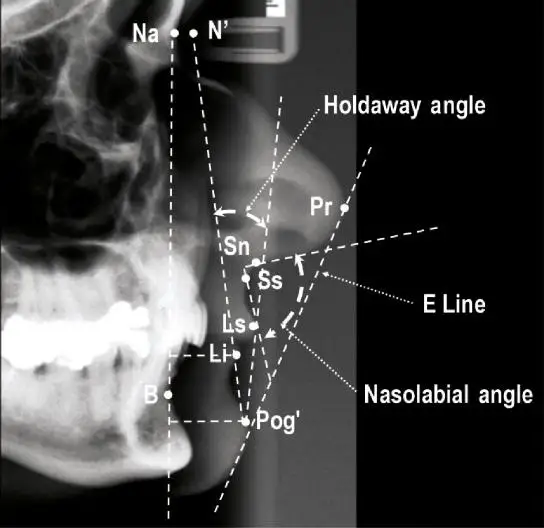 Na
N’
Holdaway angle
Pr
Sn
Ss
E Line
Ls
Li
Nasolabial angle
B
Pog'